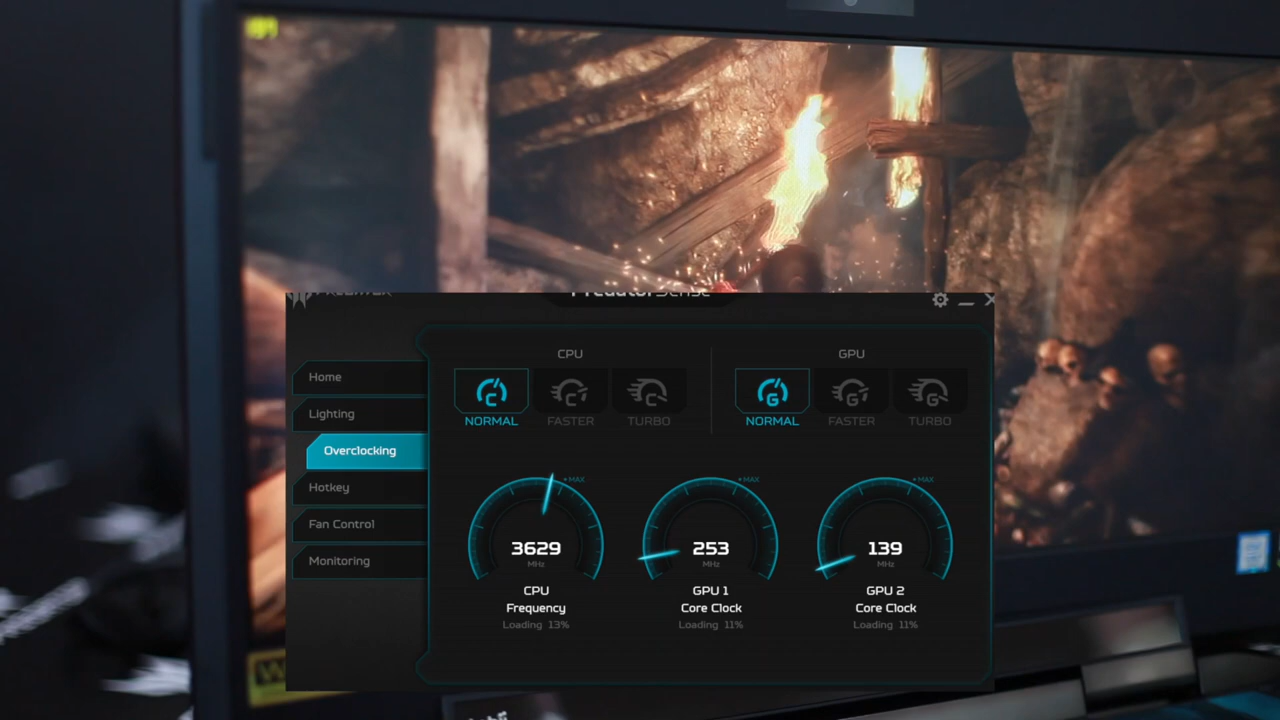 PredatorSense
CPU
GPU
NORMAL
FASTER
TURBO
NORMAL
FASTER
TURBO
Home
Lighting
Overclocking
Hotkey
Fan Control
Monitoring
MAX
MAX
MAX
3629
MHz
CPU
Frequency
Loading 13%
253
MHz
GPU 1
Core Clock
Loading 11%
139
MHz
GPU 2
Core Clock
Loading 11%